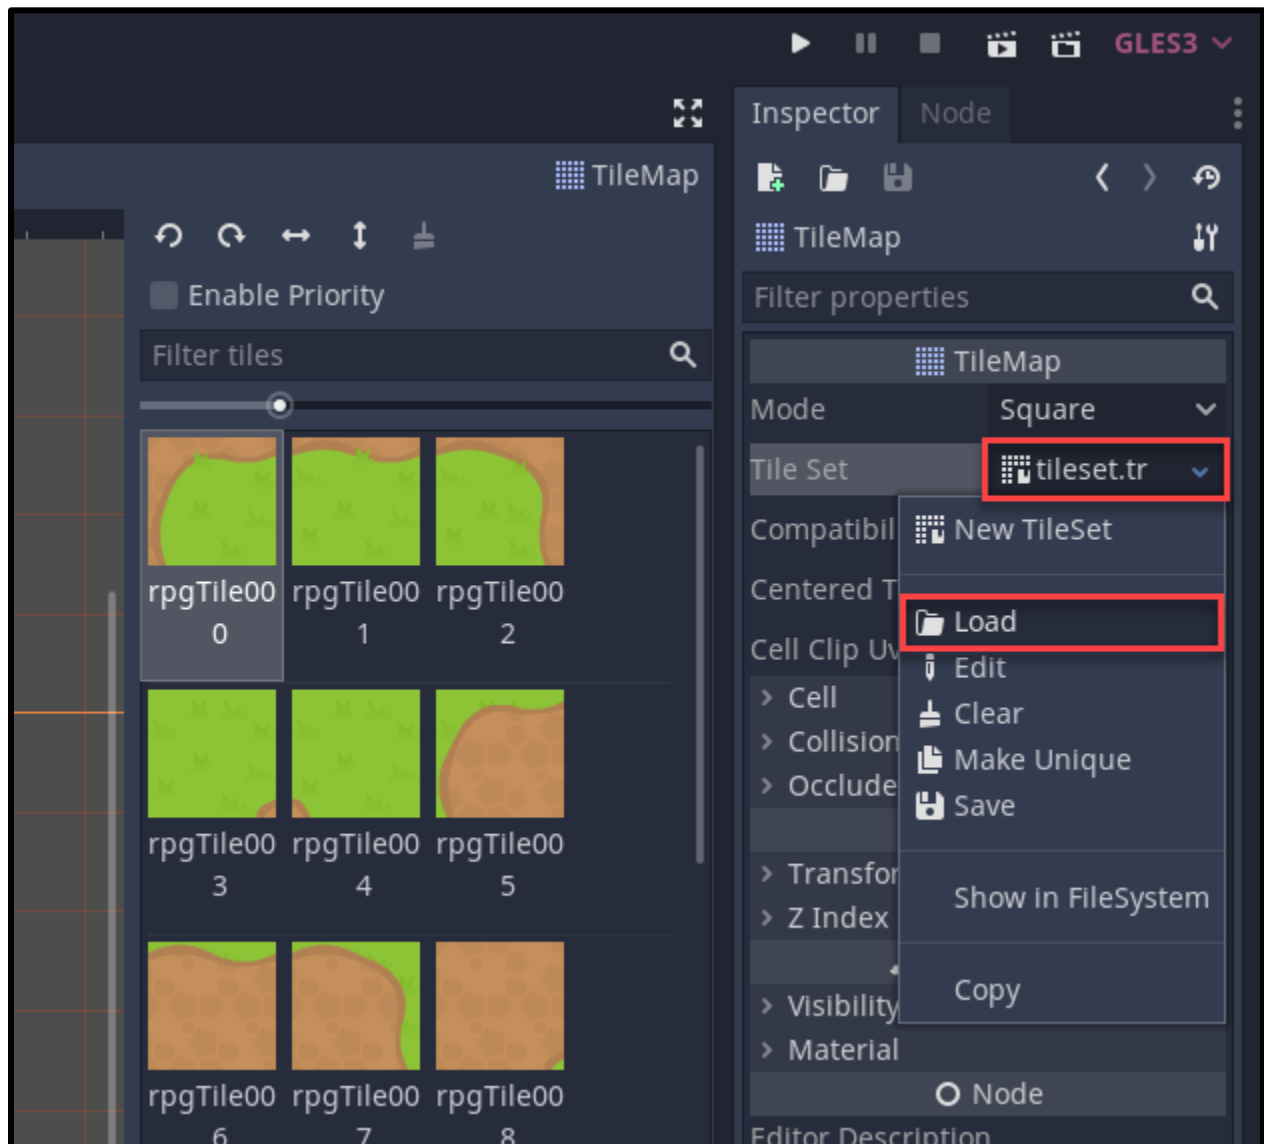 GLES3
Inspector
Node
TileMap
TileMap
Enable Priority
Filter properties
Filter tiles
TileMap
Mode
Square
Tile Set
tileset.tr
New TileSet
Compatibil
Centered T
Load
Cell Clip Uv
Edit
Cell
Clear
Collision
Make Unique
Occlude
Save
Transfor
Show in FileSystem
Z Index
Copy
Visibility
Material
Node
Editor Description
rpgTile00
0
rpgTile00
1
rpgTile00
2
rpgTile00
3
rpgTile00
4
rpgTile00
5
rpgTile00
6
rpgTile00
7
rpgTile00
8